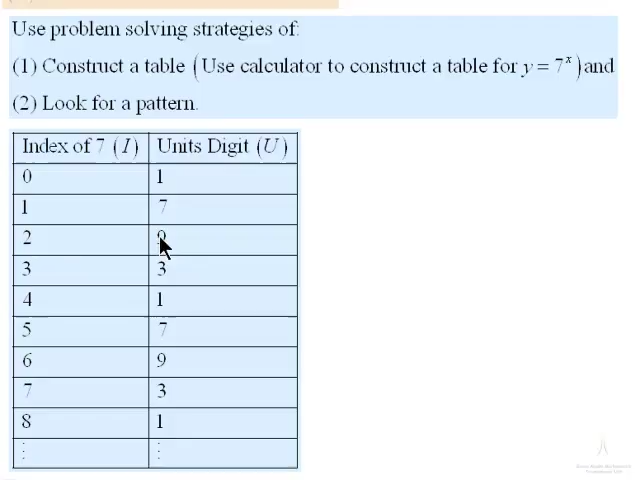 Use problem solving strategies of:
(1) Construct a table (Use calculator to construct a table for y = 7^x) and
(2) Look for a pattern.
Index of 7 (I) Units Digit (U)
0 1
1 7
2 9
3 3
4 1
5 7
6 9
7 3
8 1
⋮ ⋮